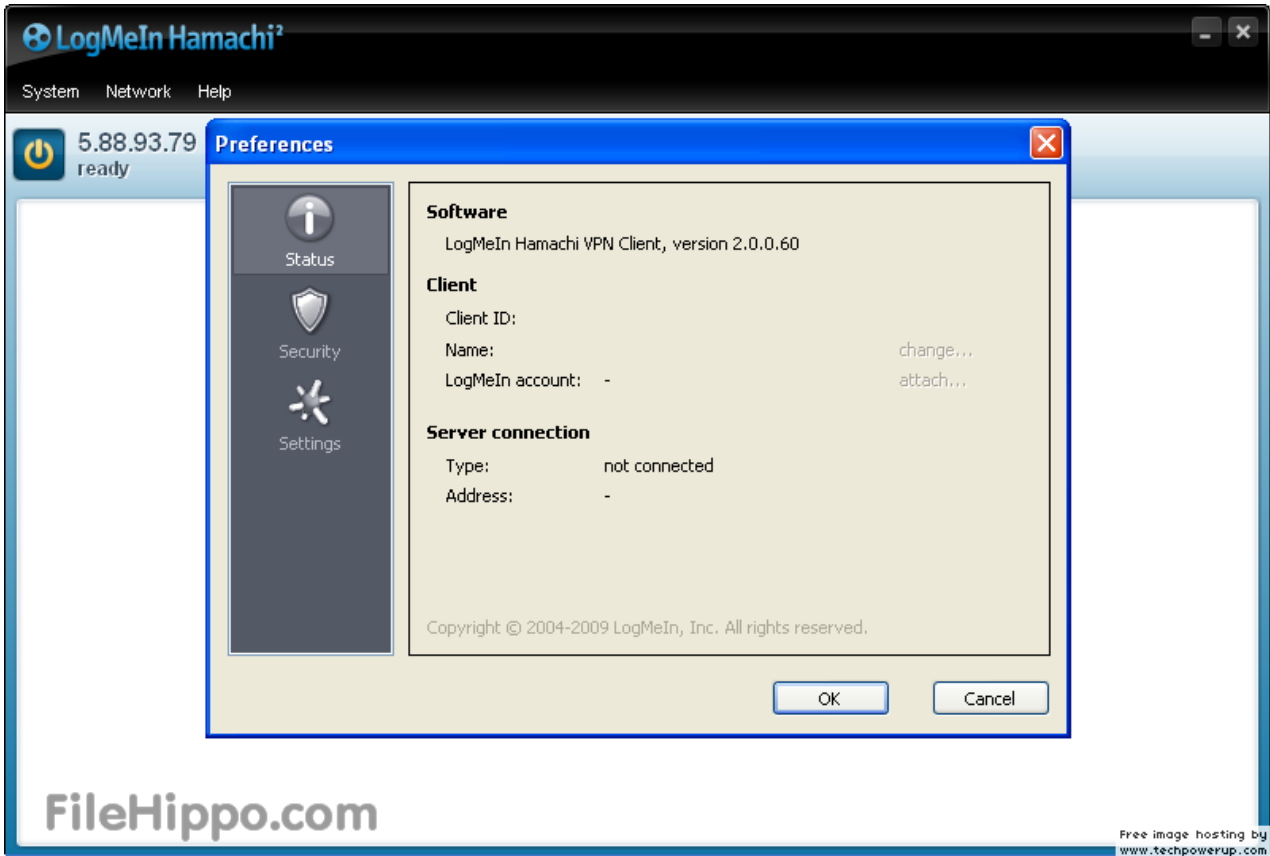 LogMeIn Hamachi²
System Network Help
5.88.93.79
ready
Preferences
Status
Security
Settings
Software
LogMeIn Hamachi VPN Client, version 2.0.0.60
Client
Client ID:
Name: change...
LogMeIn account: - attach...
Server connection
Type: not connected
Address: -
Copyright © 2004-2009 LogMeIn, Inc. All rights reserved.
OK Cancel
FileHippo.com
Free image hosting by
www.techpowerup.com